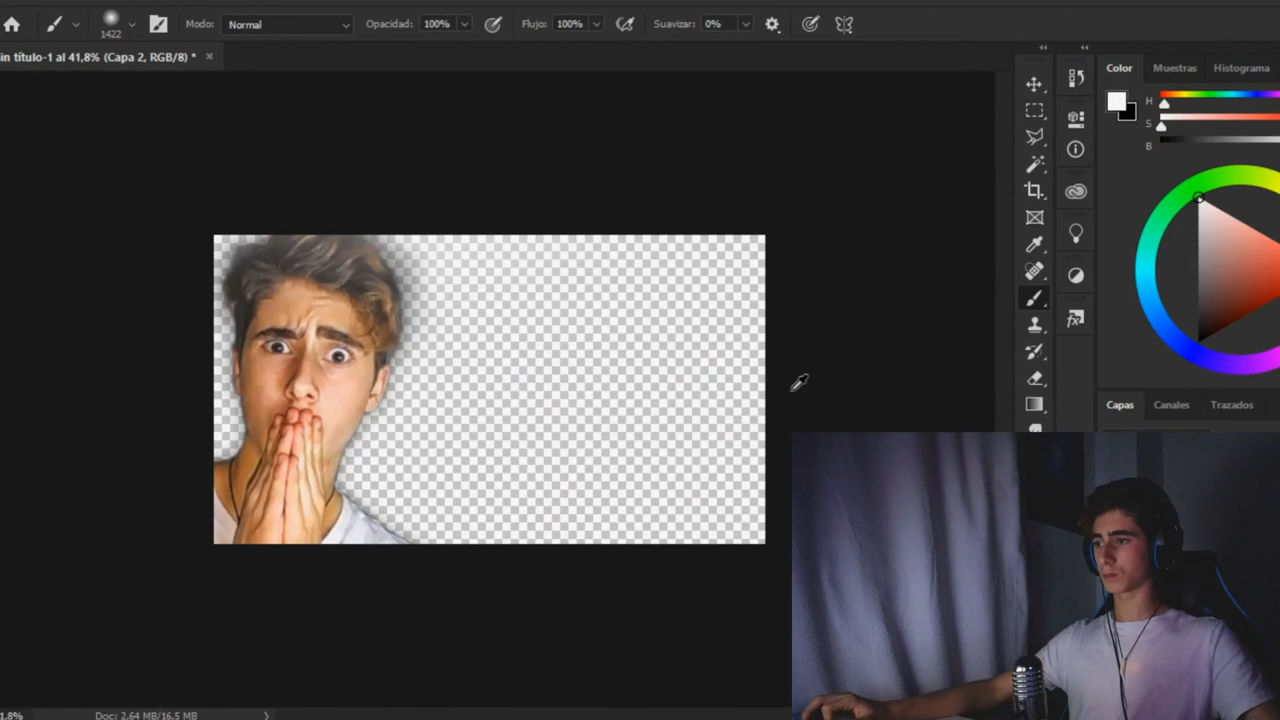 Modo: Normal Opacidad: 100% Flujo: 100% Suavizar: 0%
1422
in título-1 al 41,8% (Capa 2, RGB/8) *
Color Muestras Histograma
H
S
B
Capas Canales Trazados
1.8% Doc: 2,64 MB/16,5 MB